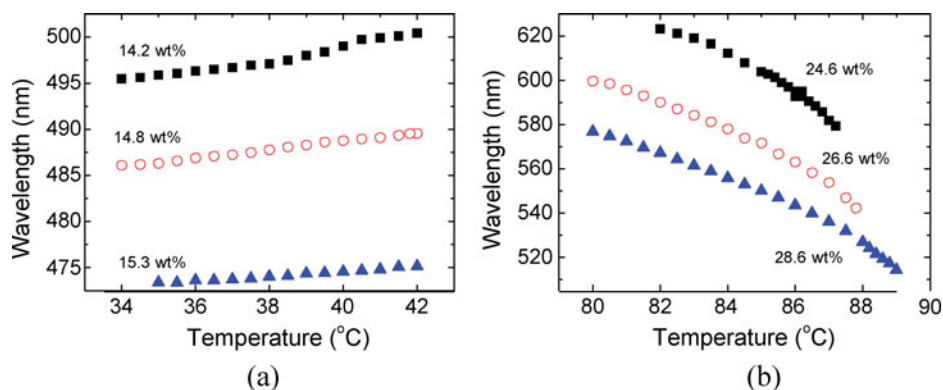 500
495
490
485
480
475
Wavelength (nm)
14.2 wt%
14.8 wt%
15.3 wt%
34 36 38 40 42
Temperature (°C)
(a)
620
600
580
560
540
520
Wavelength (nm)
24.6 wt%
26.6 wt%
28.6 wt%
80 82 84 86 88 90
Temperature (°C)
(b)